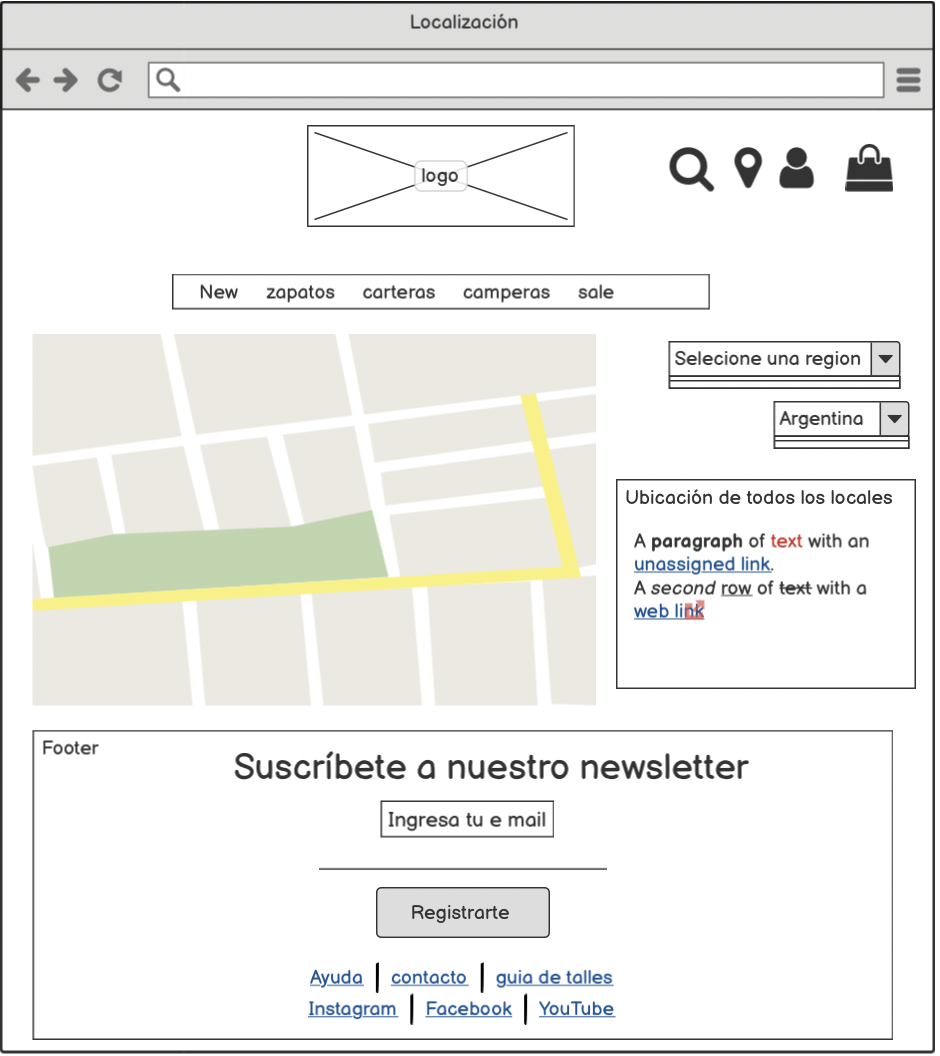 Localización
logo
New zapatos carteras camperas sale
Selecione una region
Argentina
Ubicación de todos los locales
A paragraph of text with an
unassigned link.
A second row of text with a
web link
Footer
Suscríbete a nuestro newsletter
Ingresa tu e mail
Registrarte
Ayuda contacto guia de talles
Instagram Facebook YouTube